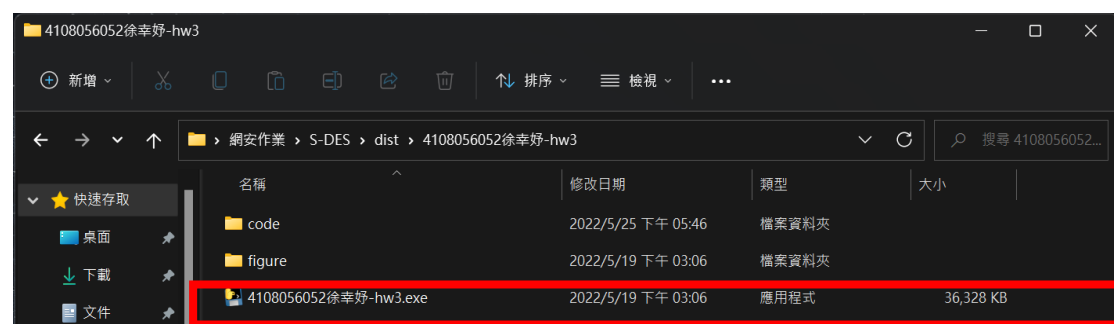 4108056052徐幸妤-hw3
新增
排序
檢視
網安作業 › S-DES › dist › 4108056052徐幸妤-hw3
搜尋 4108056052...
名稱 修改日期 類型 大小
快速存取
code 2022/5/25 下午 05:46 檔案資料夾
桌面
figure 2022/5/19 下午 03:06 檔案資料夾
下載
4108056052徐幸妤-hw3.exe 2022/5/19 下午 03:06 應用程式 36,328 KB
文件